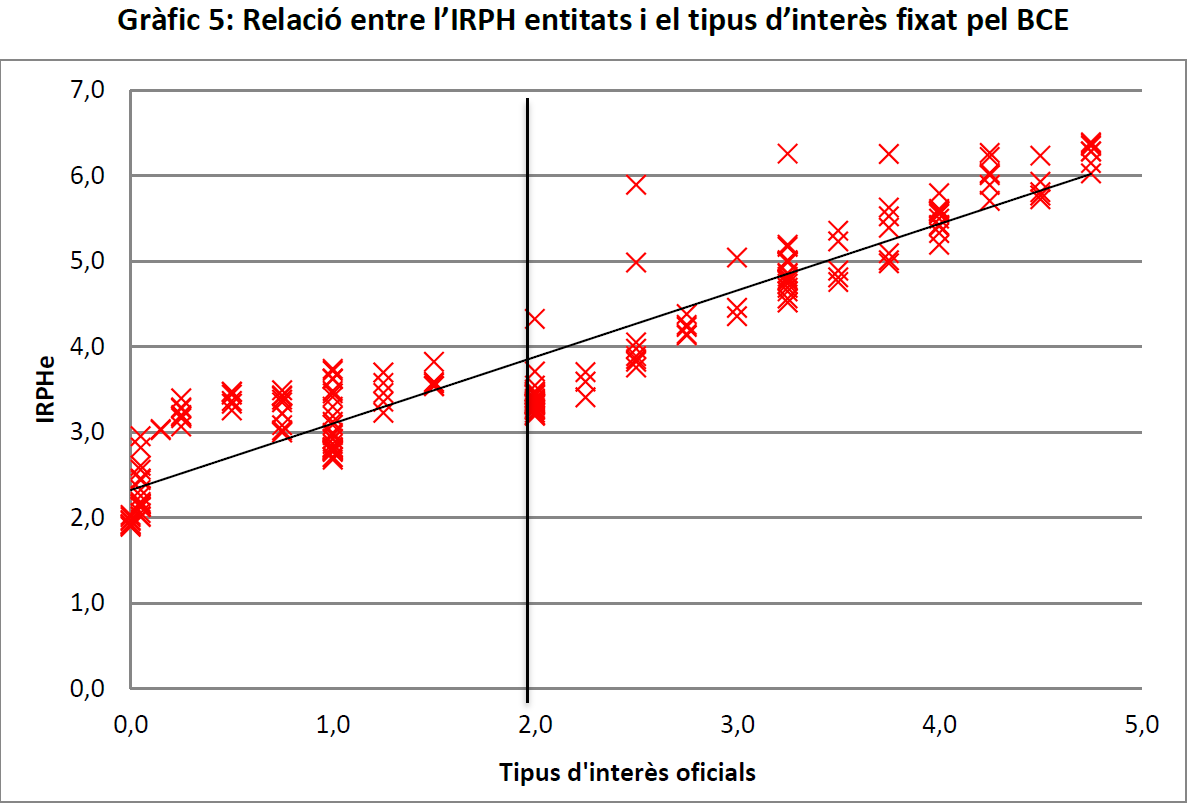 Gràfic 5: Relació entre l’IRPH entitats i el tipus d’interès fixat pel BCE
7,0
6,0
5,0
4,0
3,0
2,0
1,0
0,0
IRPHe
0,0 1,0 2,0 3,0 4,0 5,0
Tipus d'interès oficials